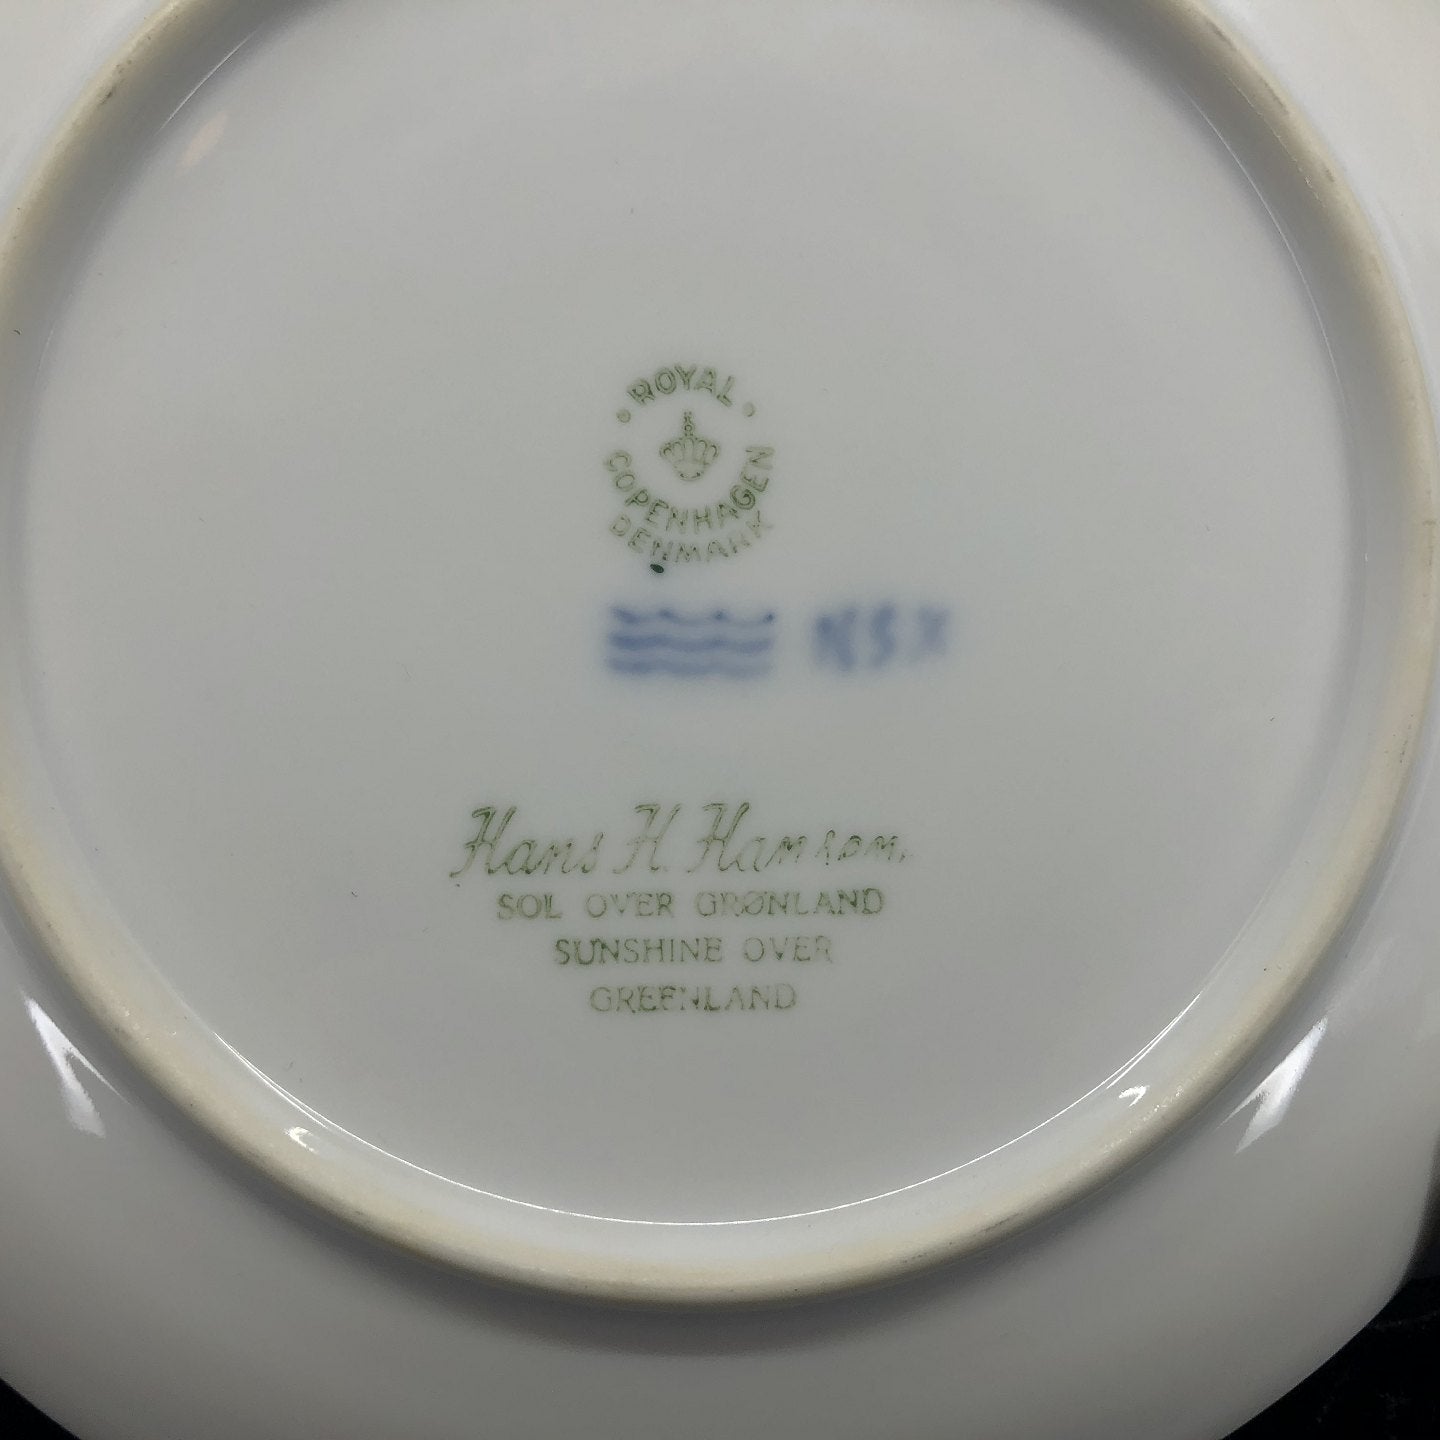 ROYAL
COPENHAGEN
DENMARK
Hans H. Hansen.
SOL OVER GRØNLAND
SUNSHINE OVER
GREENLAND